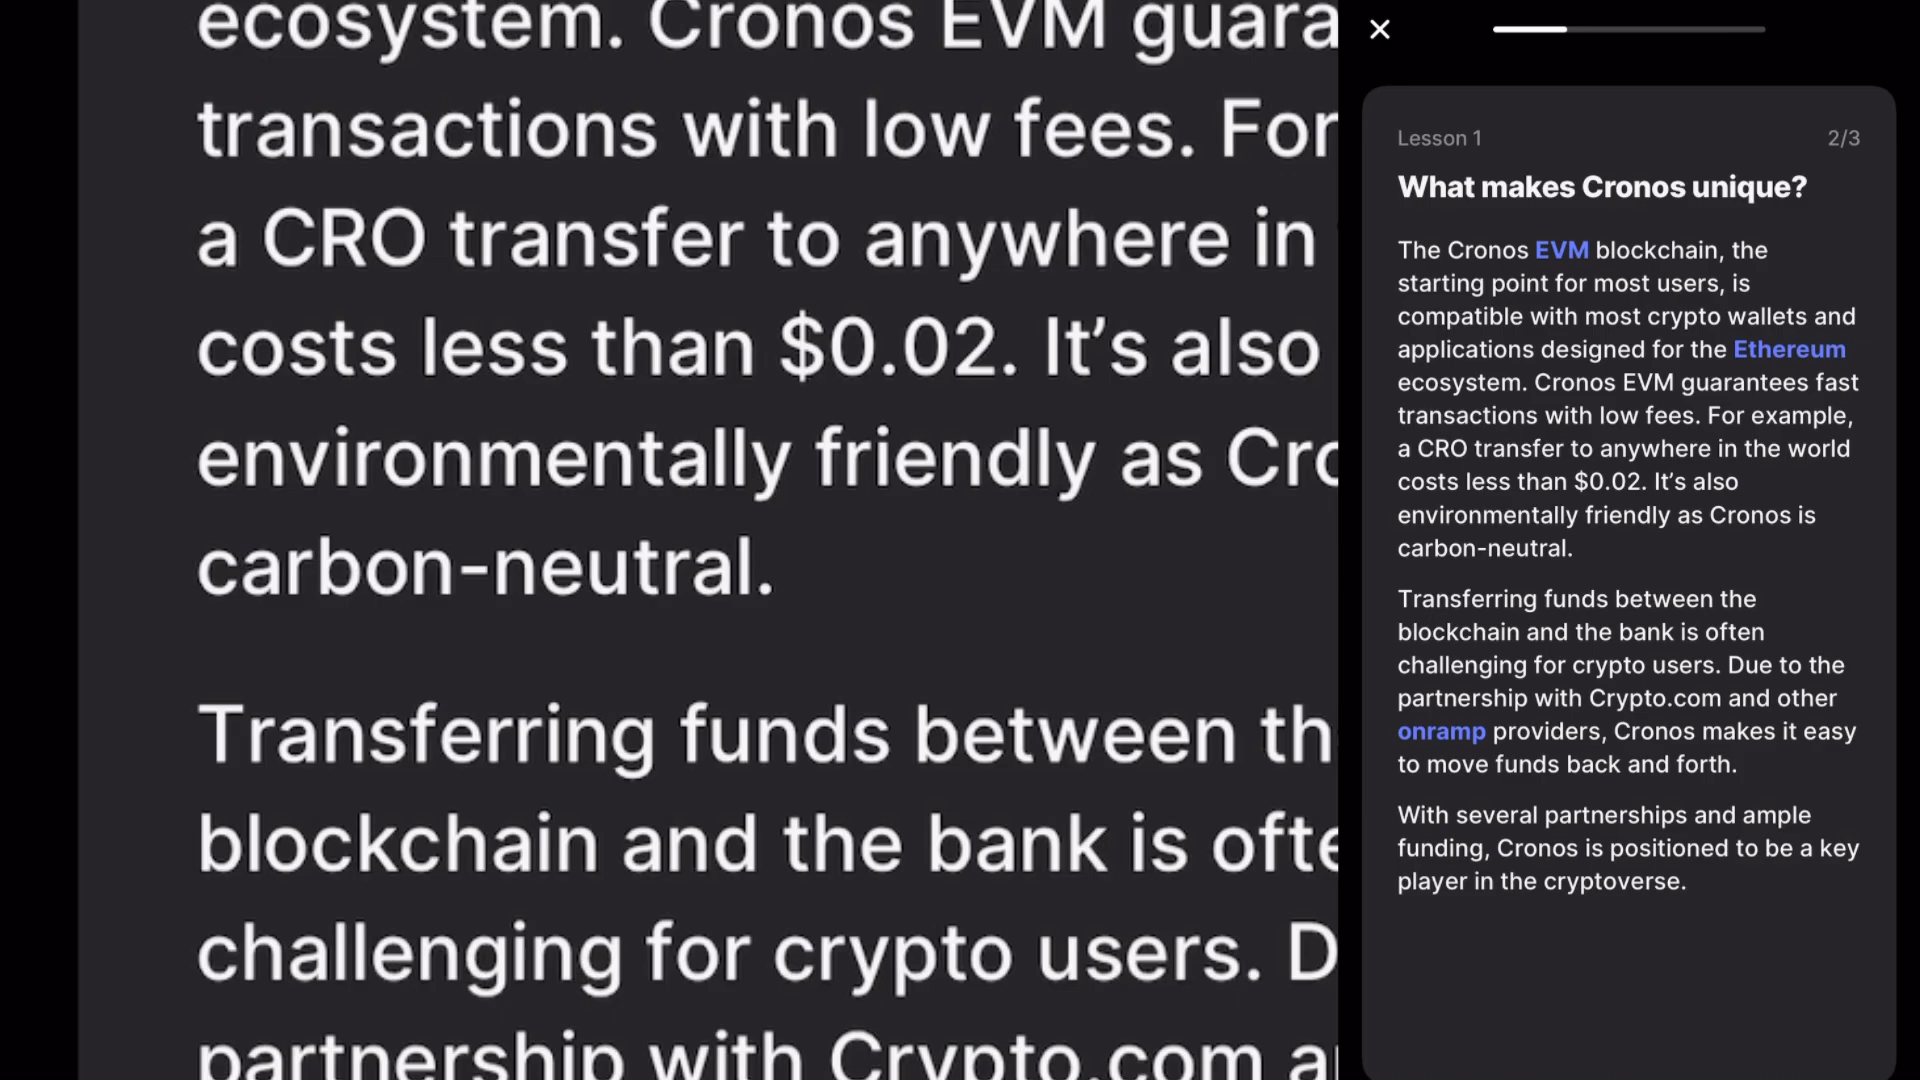 ecosystem. Cronos EVM guara
transactions with low fees. For
a CRO transfer to anywhere in
costs less than $0.02. It’s also
environmentally friendly as Cro
carbon-neutral.
Transferring funds between th
blockchain and the bank is ofte
challenging for crypto users. D
partnership with Crypto.com a
Lesson 1
2/3
What makes Cronos unique?
The Cronos EVM blockchain, the
starting point for most users, is
compatible with most crypto wallets and
applications designed for the Ethereum
ecosystem. Cronos EVM guarantees fast
transactions with low fees. For example,
a CRO transfer to anywhere in the world
costs less than $0.02. It’s also
environmentally friendly as Cronos is
carbon-neutral.
Transferring funds between the
blockchain and the bank is often
challenging for crypto users. Due to the
partnership with Crypto.com and other
onramp providers, Cronos makes it easy
to move funds back and forth.
With several partnerships and ample
funding, Cronos is positioned to be a key
player in the cryptoverse.